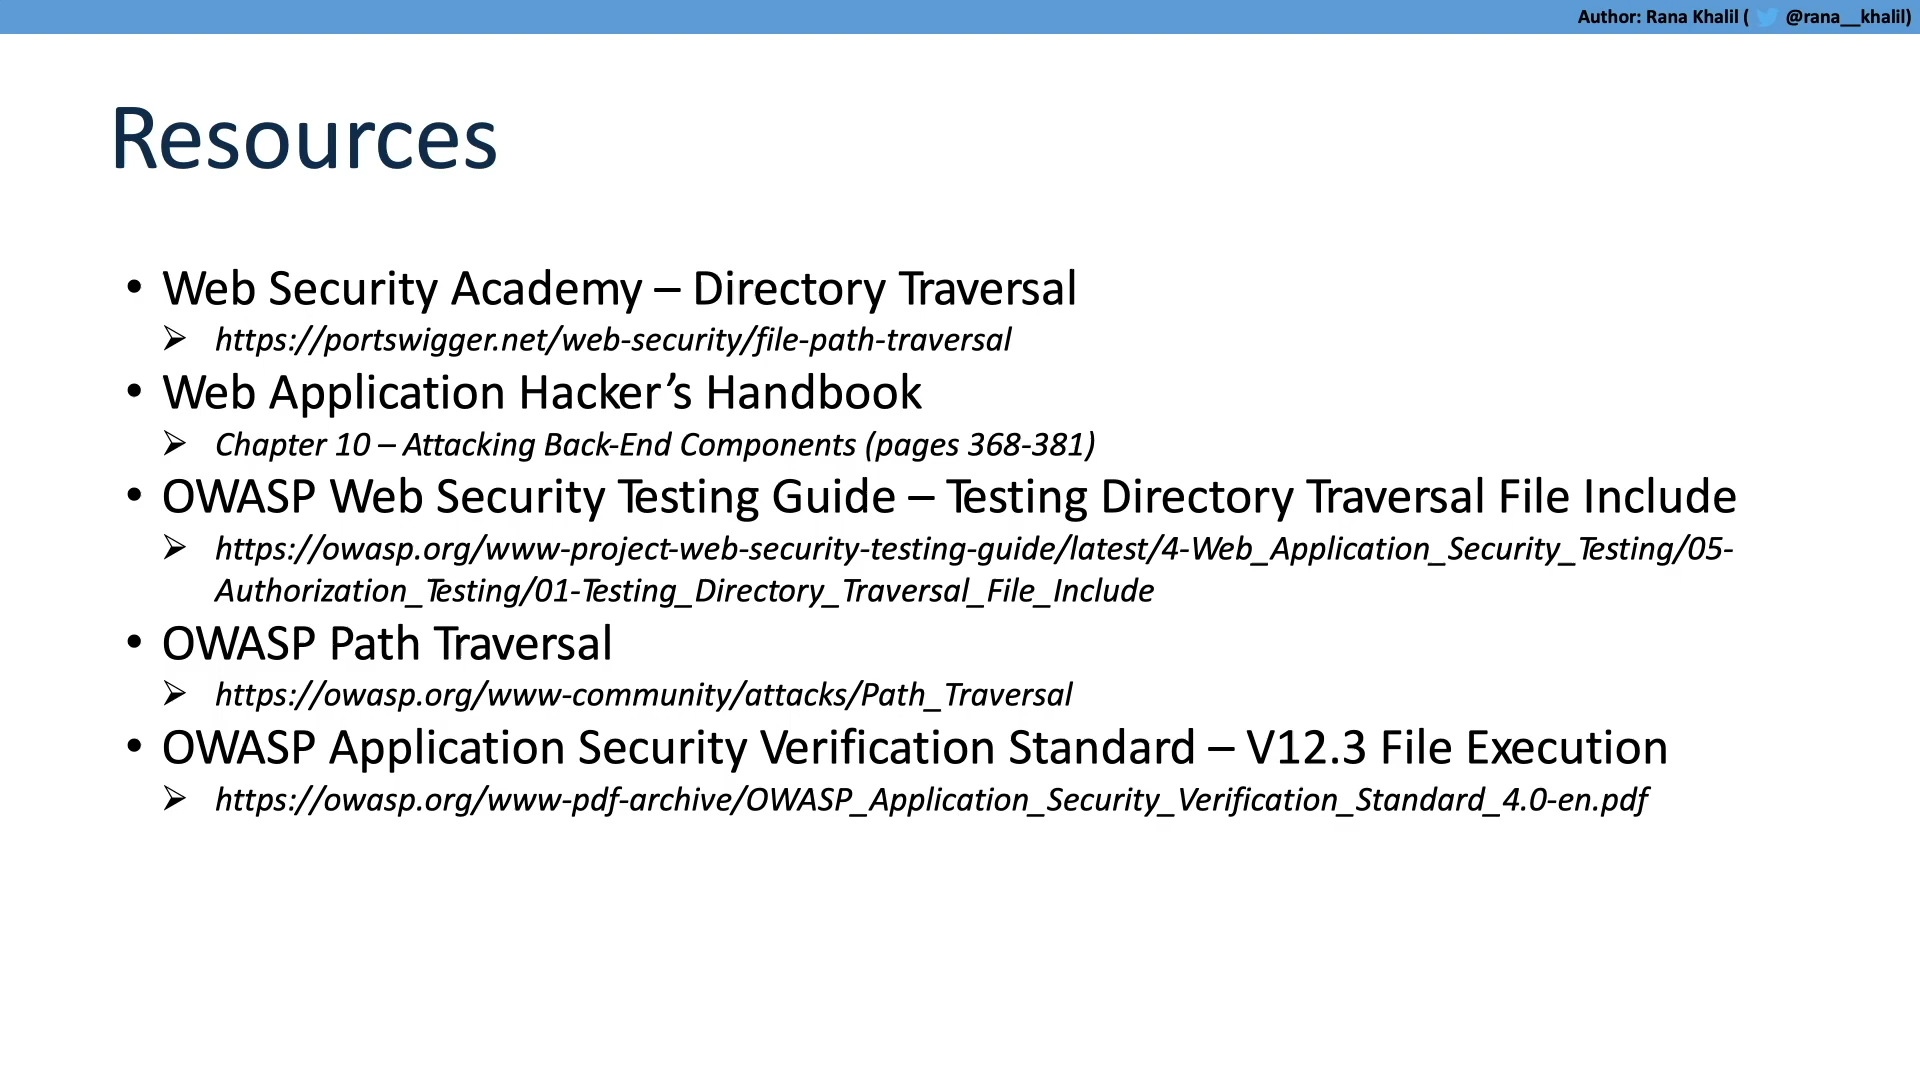 Author: Rana Khalil ( @rana__khalil)
Resources
• Web Security Academy – Directory Traversal
➢ https://portswigger.net/web-security/file-path-traversal
• Web Application Hacker’s Handbook
➢ Chapter 10 – Attacking Back-End Components (pages 368-381)
• OWASP Web Security Testing Guide – Testing Directory Traversal File Include
➢ https://owasp.org/www-project-web-security-testing-guide/latest/4-Web_Application_Security_Testing/05-
Authorization_Testing/01-Testing_Directory_Traversal_File_Include
• OWASP Path Traversal
➢ https://owasp.org/www-community/attacks/Path_Traversal
• OWASP Application Security Verification Standard – V12.3 File Execution
➢ https://owasp.org/www-pdf-archive/OWASP_Application_Security_Verification_Standard_4.0-en.pdf